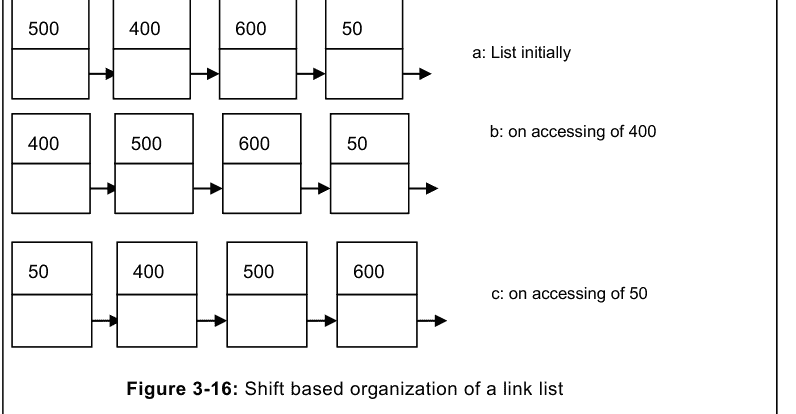 500 400 600 50
a: List initially
400 500 600 50
b: on accessing of 400
50 400 500 600
c: on accessing of 50
Figure 3-16: Shift based organization of a link list